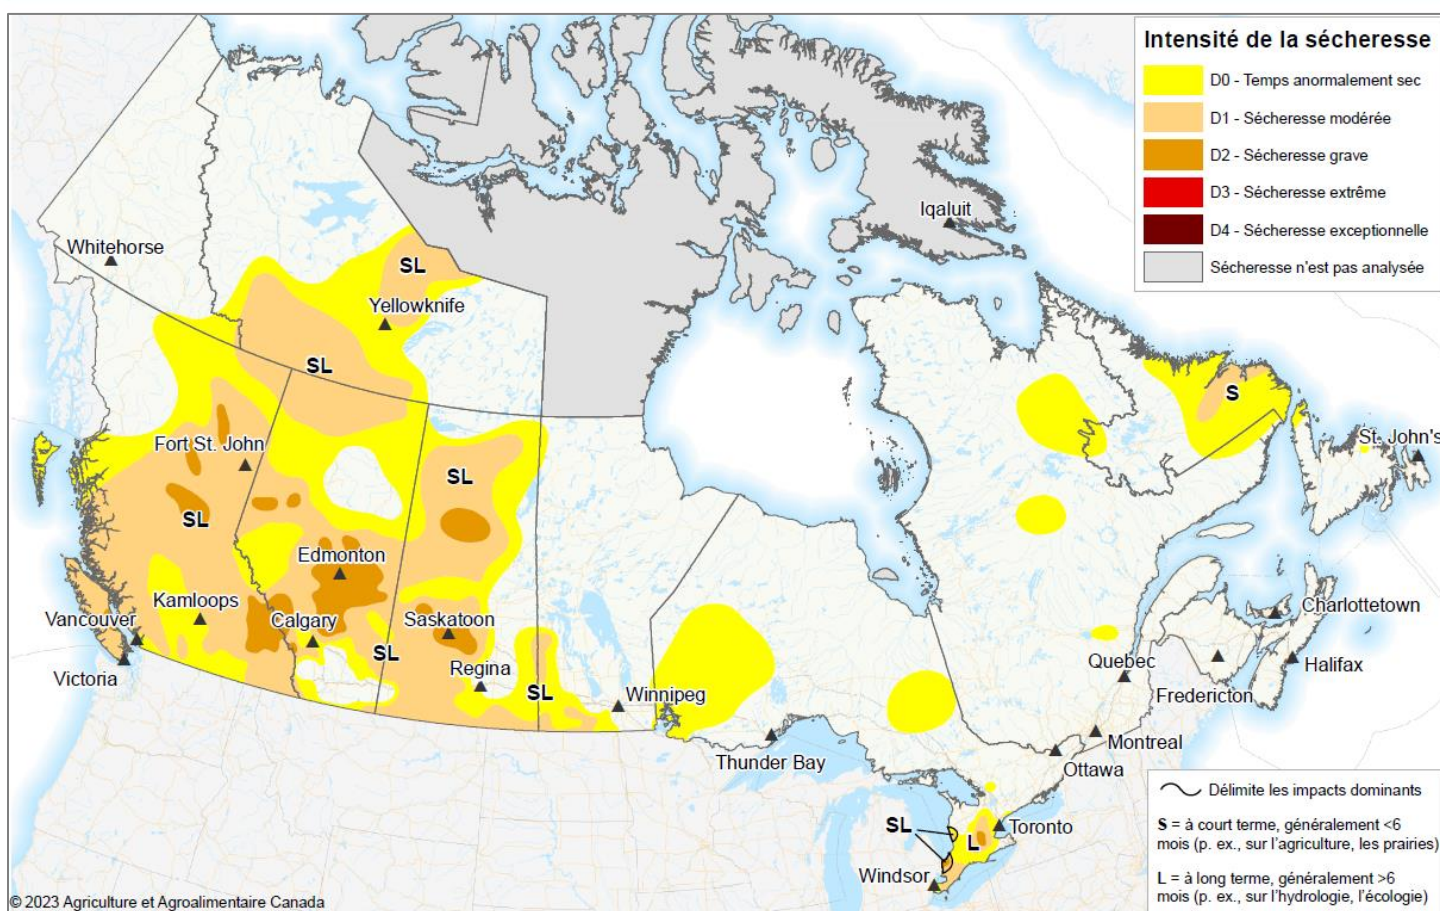 Intensité de la sécheresse
D0 - Temps anormalement sec
D1 - Sécheresse modérée
D2 - Sécheresse grave
D3 - Sécheresse extrême
D4 - Sécheresse exceptionnelle
Sécheresse n'est pas analysée
Iqaluit
Whitehorse
SL
Yellowknife
SL
S
Fort St. John
St. John's
SL
SL
Edmonton
Kamloops
Calgary
Saskatoon
Vancouver
Charlottetown
SL
Victoria
Regina
SL
Winnipeg
Quebec
Halifax
Fredericton
Montreal
Thunder Bay
Ottawa
SL
L
Toronto
Windsor
Délimite les impacts dominants
S = à court terme, généralement <6
mois (p. ex., sur l'agriculture, les prairies)
L = à long terme, généralement >6
mois (p. ex., sur l'hydrologie, l'écologie)
© 2023 Agriculture et Agroalimentaire Canada